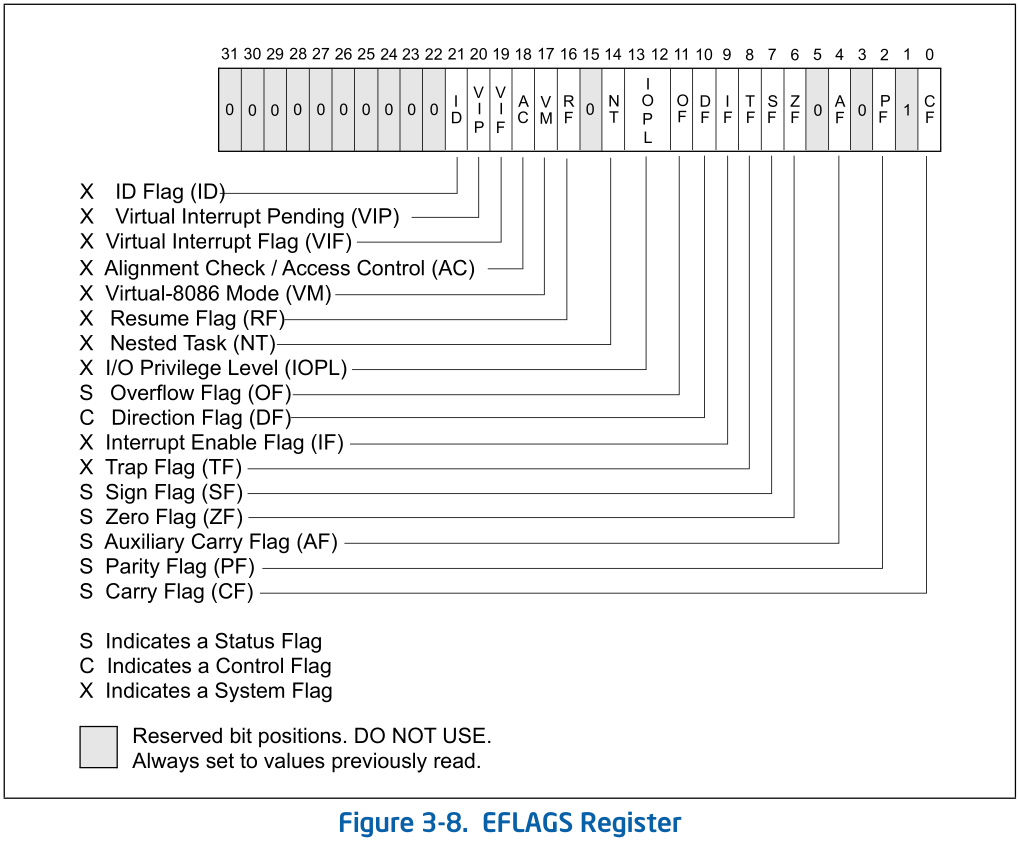 31 30 29 28 27 26 25 24 23 22 21 20 19 18 17 16 15 14 13 12 11 10 9 8 7 6 5 4 3 2 1 0
0 0 0 0 0 0 0 0 0 0 ID VIP VIF AC VM RF 0 NT IOPL OF DF IF TF SF ZF 0 AF 0 PF 1 CF
X ID Flag (ID)
X Virtual Interrupt Pending (VIP)
X Virtual Interrupt Flag (VIF)
X Alignment Check / Access Control (AC)
X Virtual-8086 Mode (VM)
X Resume Flag (RF)
X Nested Task (NT)
X I/O Privilege Level (IOPL)
S Overflow Flag (OF)
C Direction Flag (DF)
X Interrupt Enable Flag (IF)
X Trap Flag (TF)
S Sign Flag (SF)
S Zero Flag (ZF)
S Auxiliary Carry Flag (AF)
S Parity Flag (PF)
S Carry Flag (CF)
S Indicates a Status Flag
C Indicates a Control Flag
X Indicates a System Flag
Reserved bit positions. DO NOT USE.
Always set to values previously read.
Figure 3-8. EFLAGS Register